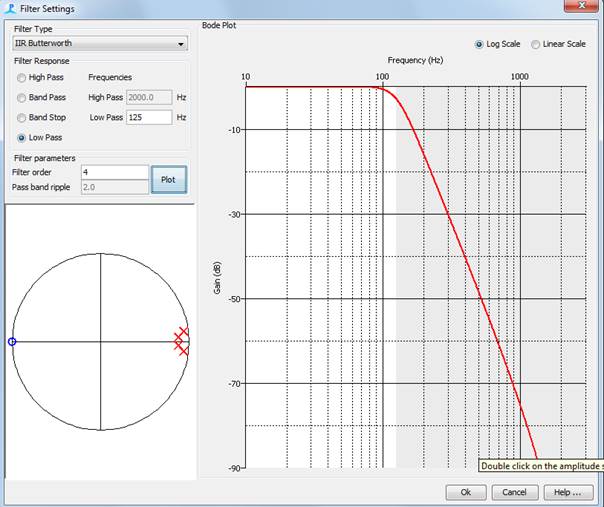 Filter Settings
Filter Type
IIR Butterworth
Filter Response
High Pass
Frequencies
Band Pass
High Pass 2000.0 Hz
Band Stop
Low Pass 125 Hz
Low Pass
Filter parameters
Filter order 4
Pass band ripple 2.0
Plot
Bode Plot
Log Scale
Linear Scale
Frequency (Hz)
10 100 1000
-10
-30
Gain (dB)
-50
-70
-90
Double click on the amplitude s
Ok Cancel Help ...